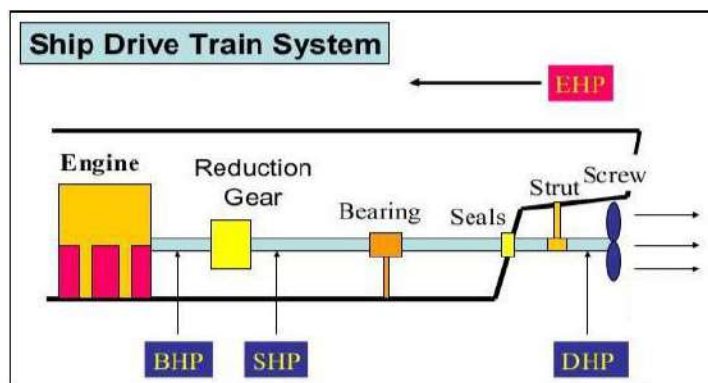 Ship Drive Train System
EHP
Engine
Reduction
Gear
Bearing
Seals
Strut
Screw
BHP
SHP
DHP